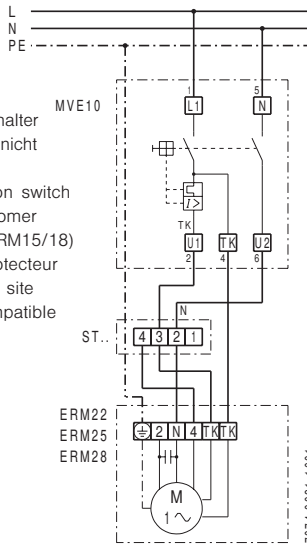 L
N
PE
MVE10
1
5
L1
N
halter
nicht
on switch
omer
RM15/18)
otecteur
site
mpatible
I>
TK
U1
TK
U2
2
4
6
N
ST..
4 3 2 1
ERM22
ERM25
ERM28
2 N 4 TK TK
M
1~